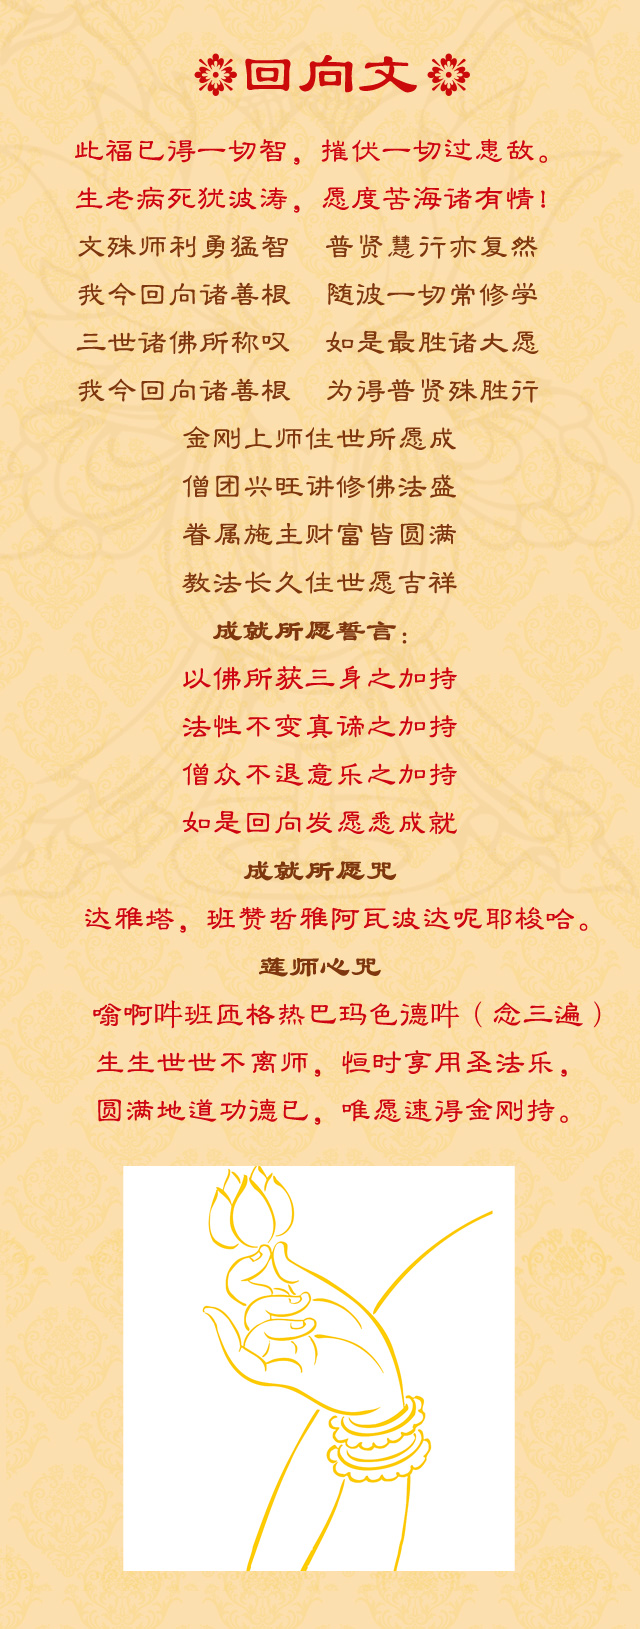 回向文
此福已得一切智，摧伏一切过患敌。
生老病死犹波涛，愿度苦海诸有情！
文殊师利勇猛智 普贤慧行亦复然
我今回向诸善根 随彼一切常修学
三世诸佛所称叹 如是最胜诸大愿
我今回向诸善根 为得普贤殊胜行
金刚上师住世所愿成
僧团兴旺讲修佛法盛
眷属施主财富皆圆满
教法长久住世愿吉祥
成就所愿誓言：
以佛所获三身之加持
法性不变真谛之加持
僧众不退意乐之加持
如是回向发愿悉成就
成就所愿咒
达雅塔，班赞哲雅阿瓦波达呢耶梭哈。
莲师心咒
嗡啊吽班匝格热巴玛色德吽（念三遍）
生生世世不离师，恒时享用圣法乐，
圆满地道功德已，唯愿速得金刚持。